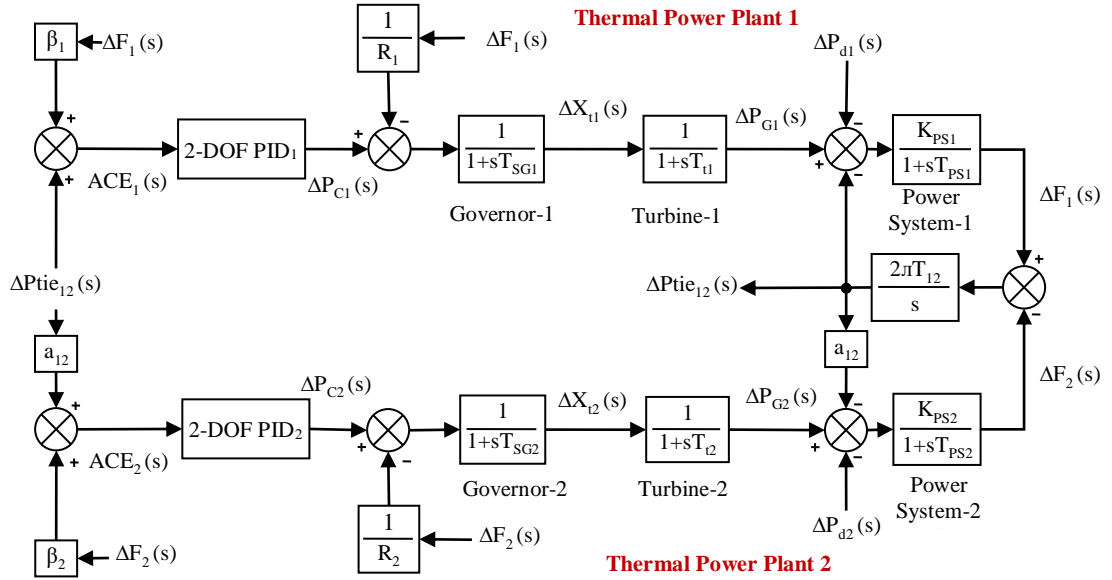 Thermal Power Plant 1
β1
ΔF1(s)
1
R1
ΔF1(s)
ΔPd1(s)
+
+
ACE1(s)
2-DOF PID1
ΔPC1(s)
+
−
1
1+sTSG1
Governor-1
ΔXt1(s)
1
1+sTt1
Turbine-1
ΔPG1(s)
−
+
−
KPS1
1+sTPS1
Power
System-1
ΔF1(s)
ΔPtie12(s)
ΔPtie12(s)
2πT12
s
+
−
a12
a12
+
+
ACE2(s)
2-DOF PID2
ΔPC2(s)
+
−
1
1+sTSG2
Governor-2
ΔXt2(s)
1
1+sTt2
Turbine-2
ΔPG2(s)
−
+
−
KPS2
1+sTPS2
Power
System-2
ΔF2(s)
β2
ΔF2(s)
1
R2
ΔF2(s)
ΔPd2(s)
Thermal Power Plant 2